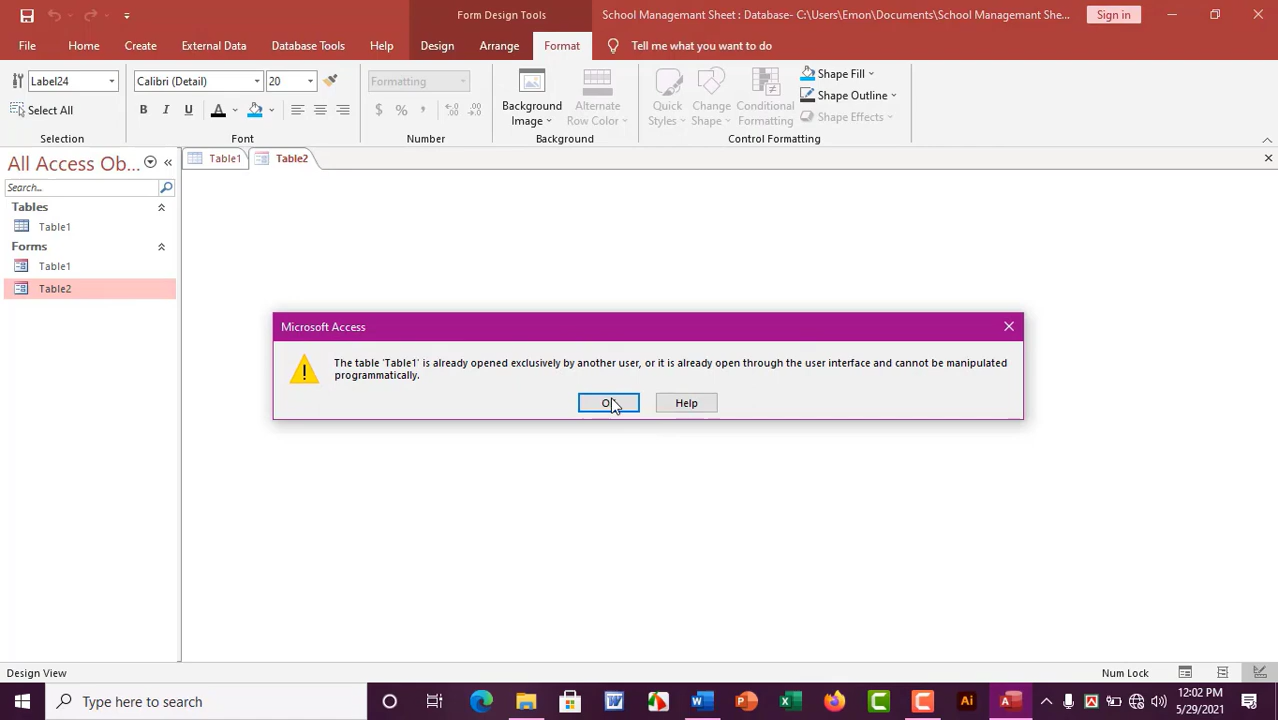 Form Design Tools
School Managemant Sheet : Database- C:\Users\Emon\Documents\School Managemant She...
Sign in
File
Home
Create
External Data
Database Tools
Help
Design
Arrange
Format
Tell me what you want to do
Label24
Calibri (Detail)
20
Formatting
Select All
B I U A
$ % ,
Background
Image
Alternate
Row Color
Quick
Styles
Change
Shape
Conditional
Formatting
Shape Fill
Shape Outline
Shape Effects
Selection
Font
Number
Background
Control Formatting
All Access Ob...
Search...
Tables
Table1
Forms
Table1
Table2
Table1
Table2
Microsoft Access
The table 'Table1' is already opened exclusively by another user, or it is already open through the user interface and cannot be manipulated
programmatically.
Help
Design View
Num Lock
Type here to search
12:02 PM
5/29/2021